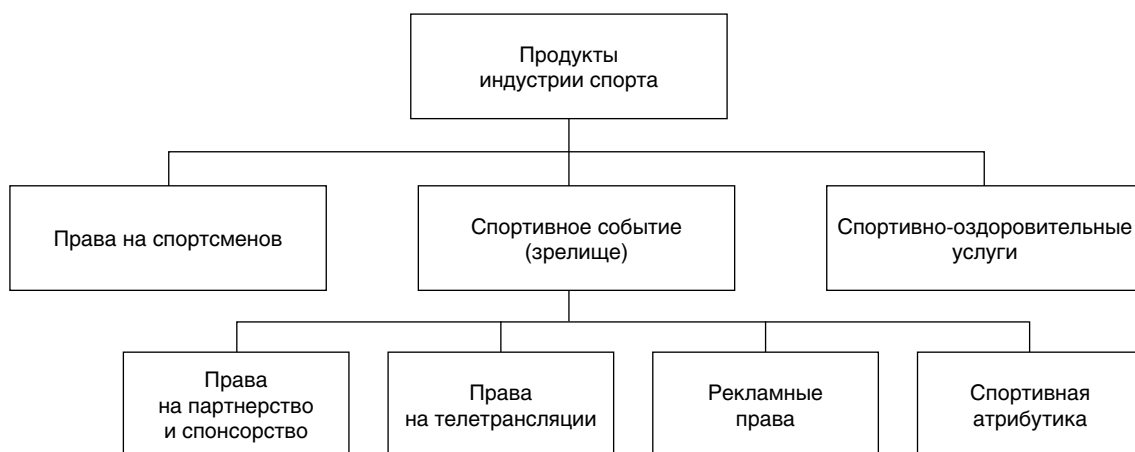 Продукты
индустрии спорта
Права на спортсменов
Спортивное событие
(зрелище)
Спортивно-оздоровительные
услуги
Права
на партнерство
и спонсорство
Права
на телетрансляции
Рекламные
права
Спортивная
атрибутика